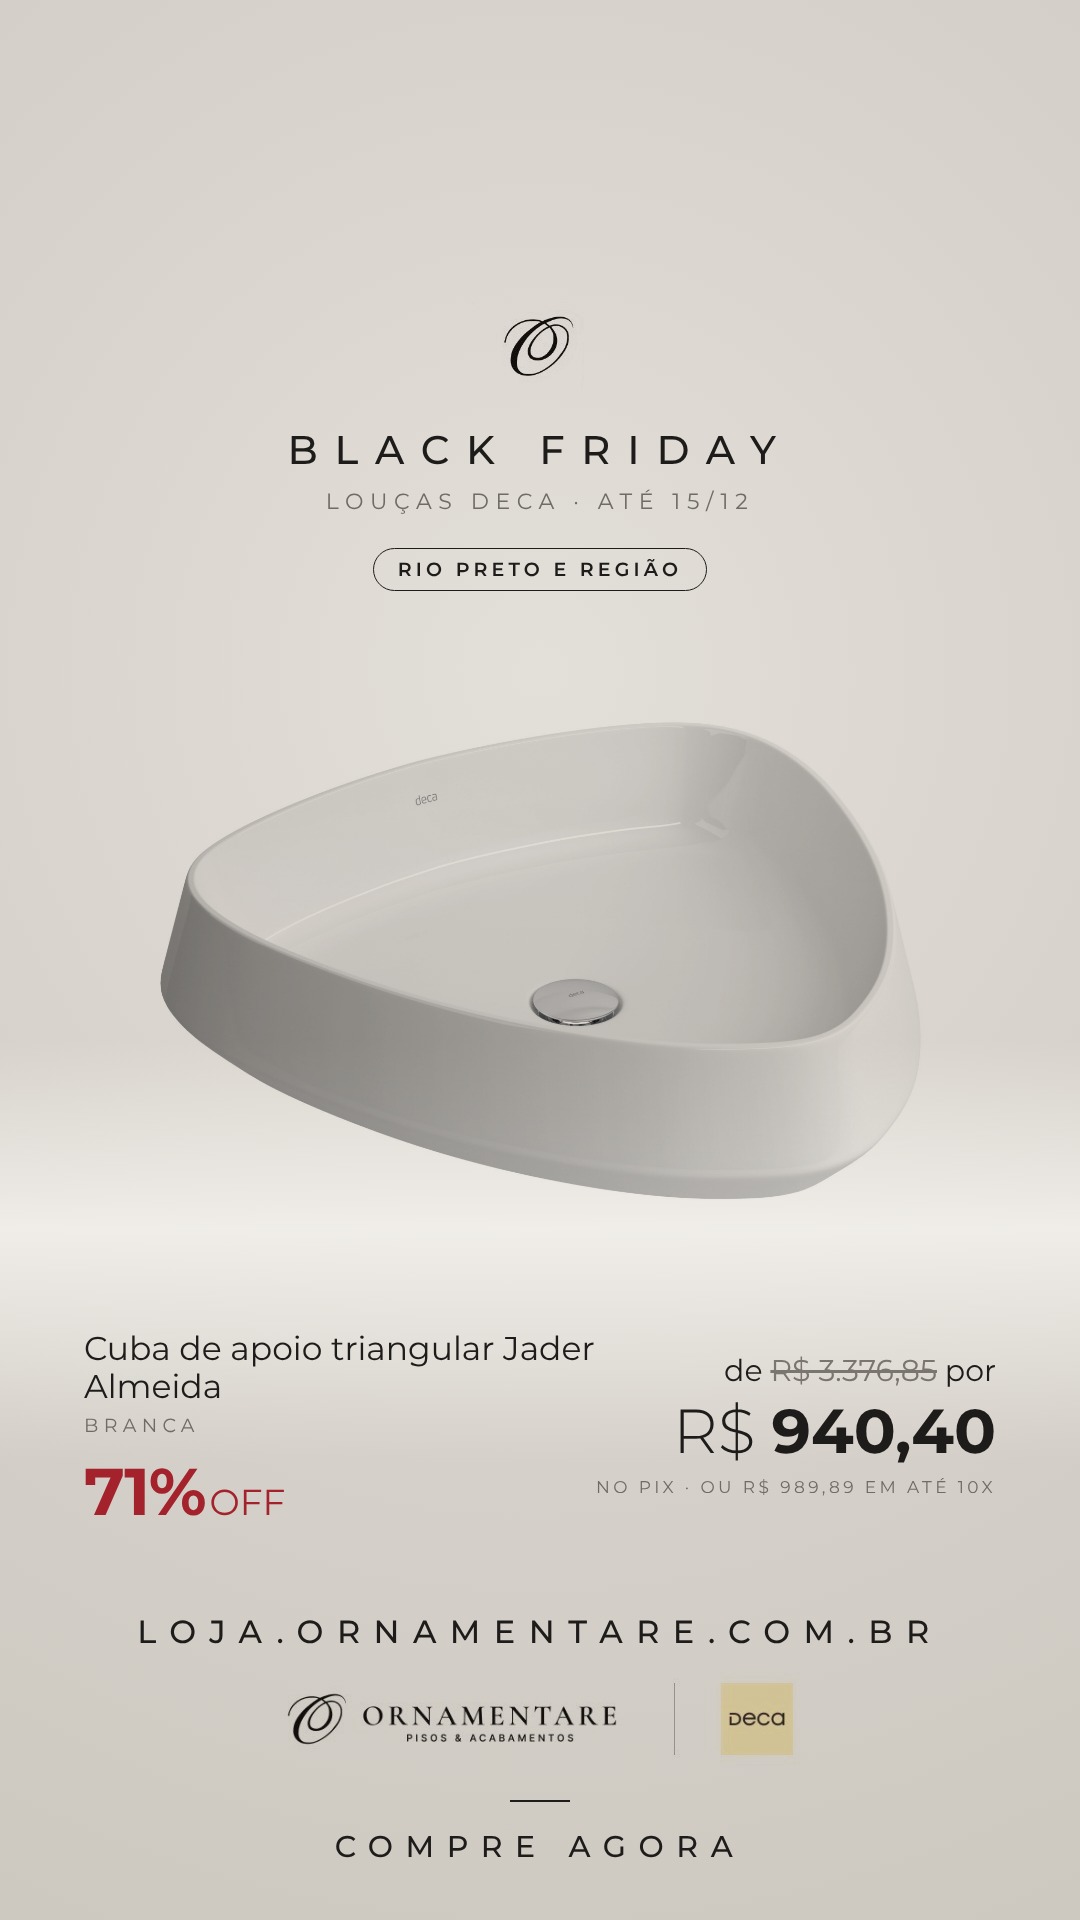 O
BLACK FRIDAY
LOUÇAS DECA · ATÉ 15/12
RIO PRETO E REGIÃO
deca
deca
Cuba de apoio triangular Jader
Almeida
BRANCA
71% OFF
de R$ 3.376,85 por
R$ 940,40
NO PIX · OU R$ 989,89 EM ATÉ 10X
LOJA.ORNAMENTARE.COM.BR
O ORNAMENTARE
PISOS & ACABAMENTOS
Deca
COMPRE AGORA